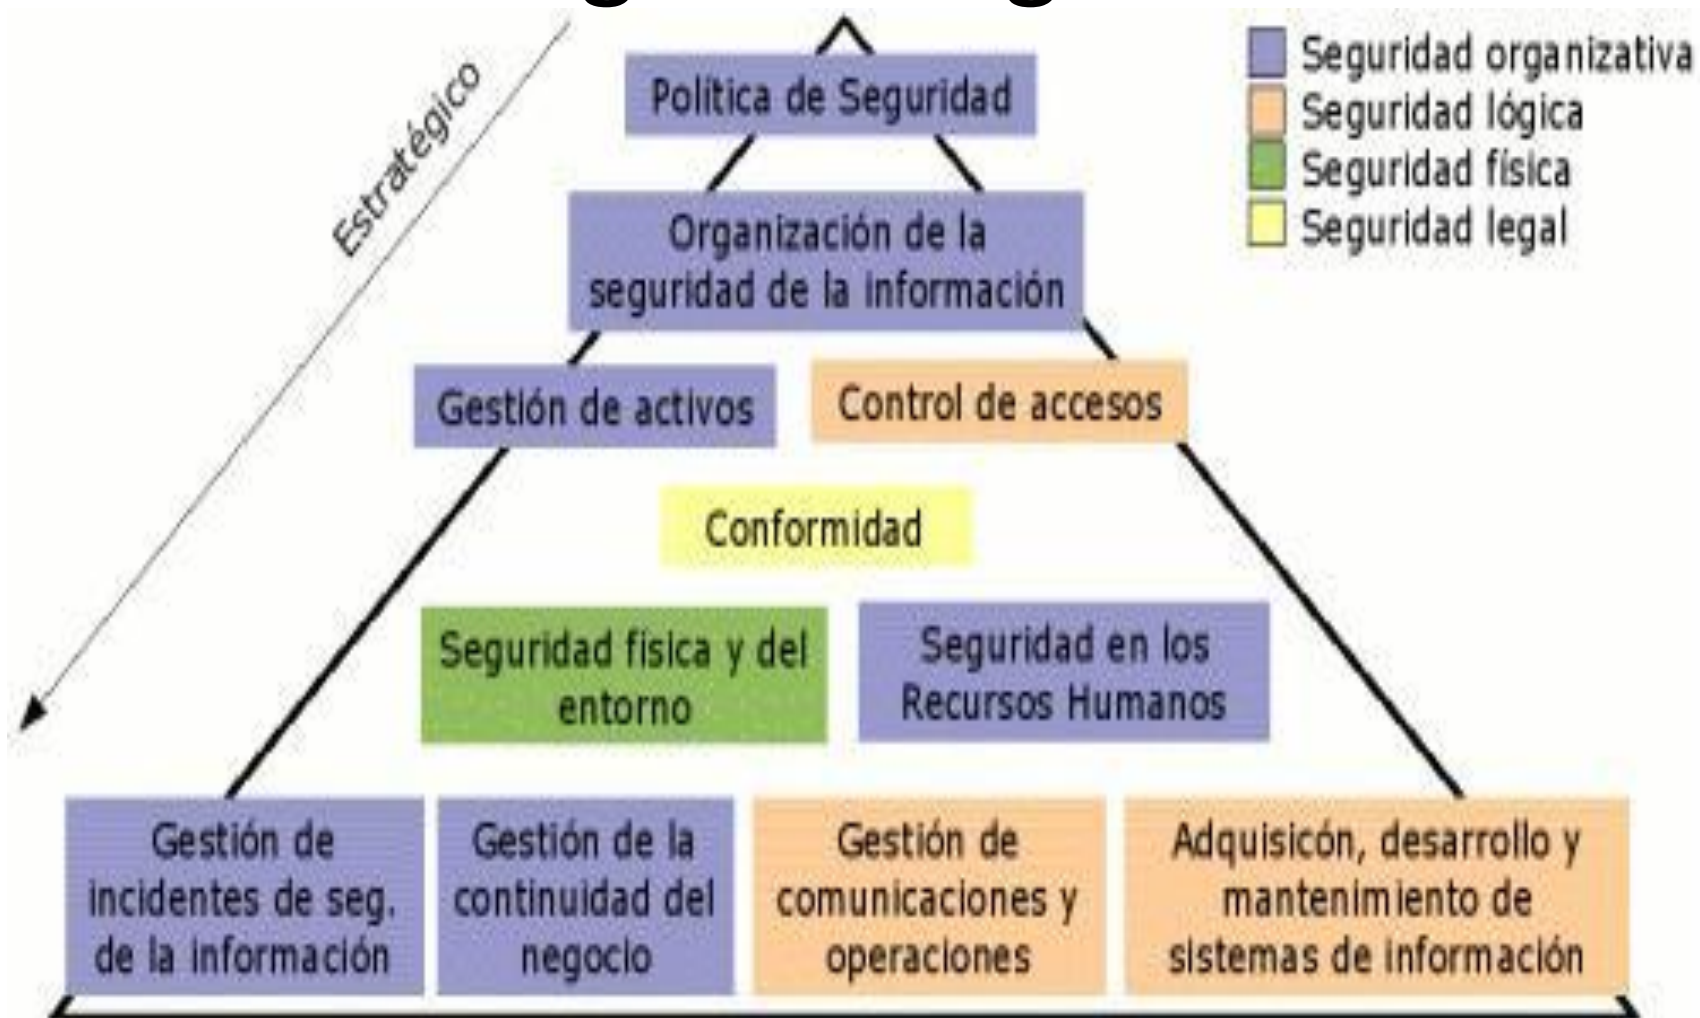 Estratégico
Política de Seguridad
Organización de la
seguridad de la información
Gestión de activos
Control de accesos
Conformidad
Seguridad física y del
entorno
Seguridad en los
Recursos Humanos
Gestión de
incidentes de seg.
de la información
Gestión de la
continuidad del
negocio
Gestión de
comunicaciones y
operaciones
Adquisicón, desarrollo y
mantenimiento de
sistemas de información
Seguridad organizativa
Seguridad lógica
Seguridad física
Seguridad legal